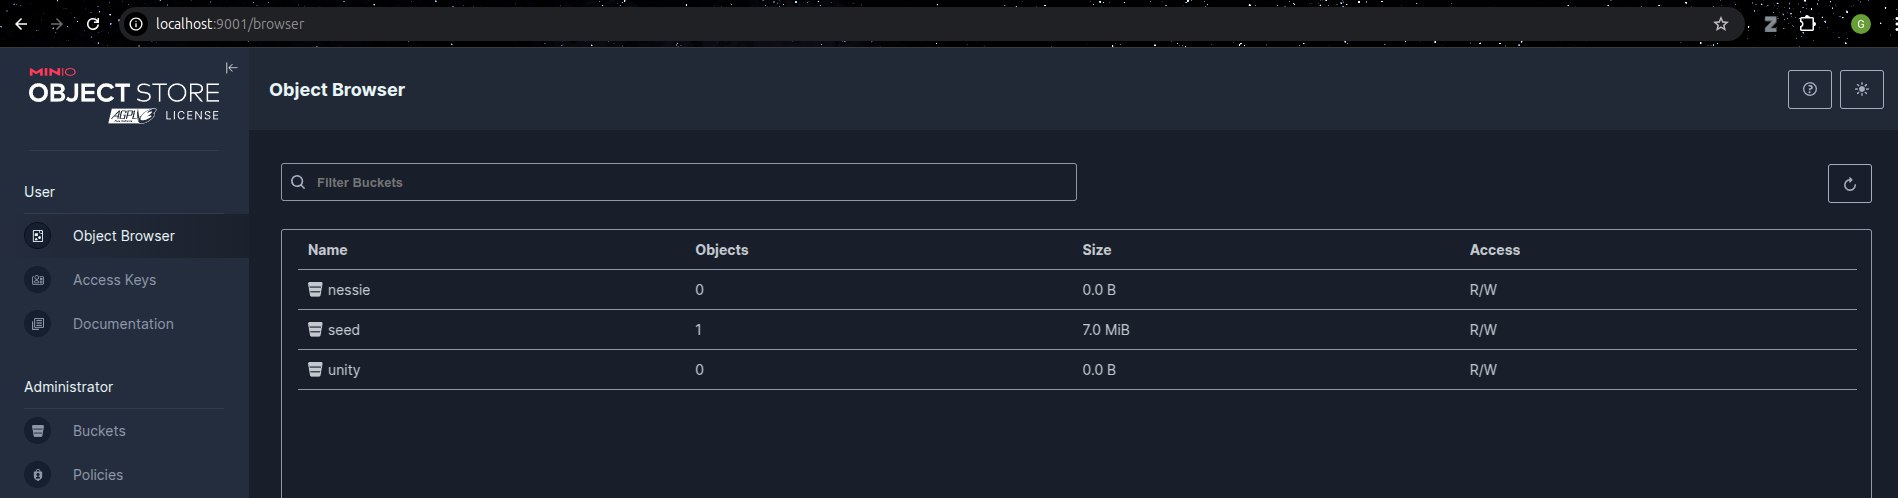 localhost:9001/browser
G
MINIO
OBJECT STORE
AGPLv3
LICENSE
Object Browser
User
Object Browser
Access Keys
Documentation
Administrator
Buckets
Policies
Filter Buckets
Name Objects Size Access
nessie 0 0.0 B R/W
seed 1 7.0 MiB R/W
unity 0 0.0 B R/W